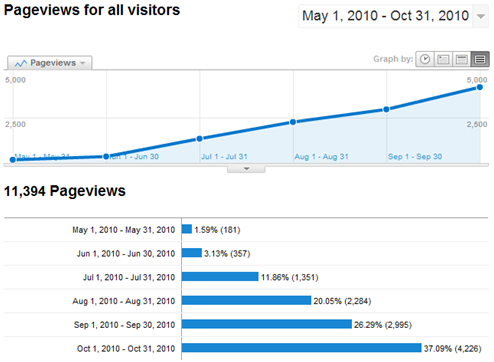 Pageviews for all visitors
May 1, 2010 - Oct 31, 2010
Pageviews
Graph by:
5,000 5,000
2,500 2,500
May 1 - May 31 Jun 1 - Jun 30 Jul 1 - Jul 31 Aug 1 - Aug 31 Sep 1 - Sep 30
11,394 Pageviews
May 1, 2010 - May 31, 2010 1.59% (181)
Jun 1, 2010 - Jun 30, 2010 3.13% (357)
Jul 1, 2010 - Jul 31, 2010 11.86% (1,351)
Aug 1, 2010 - Aug 31, 2010 20.05% (2,284)
Sep 1, 2010 - Sep 30, 2010 26.29% (2,995)
Oct 1, 2010 - Oct 31, 2010 37.09% (4,226)